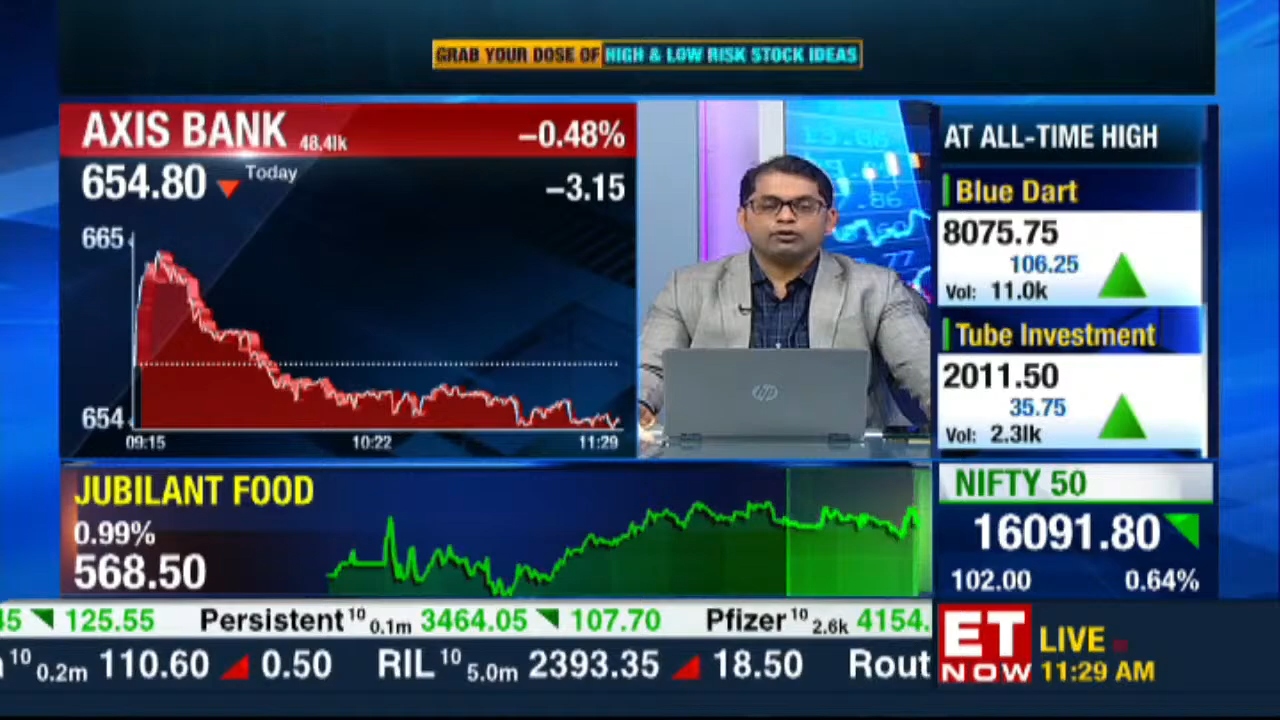 GRAB YOUR DOSE OF HIGH & LOW RISK STOCK IDEAS
AXIS BANK 48.4lk -0.48%
654.80 Today -3.15
665
654
09:15 10:22 11:29
hp
AT ALL-TIME HIGH
Blue Dart
8075.75
106.25
Vol: 11.0k
Tube Investment
2011.50
35.75
Vol: 2.3lk
JUBILANT FOOD
0.99%
568.50
NIFTY 50
16091.80
102.00 0.64%
45 125.55 Persistent 10 0.1m 3464.05 107.70 Pfizer 10 2.6k 4154.
10 0.2m 110.60 0.50 RIL 10 5.0m 2393.35 18.50 Rout
ET NOW
LIVE
11:29 AM